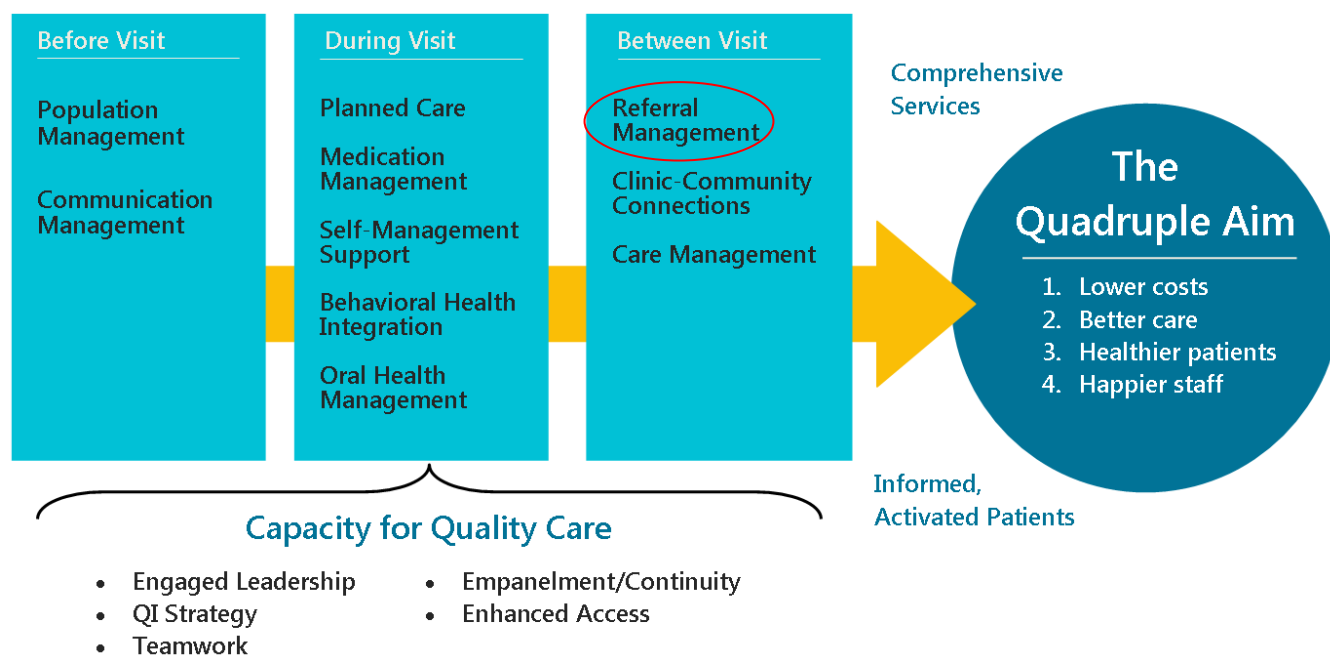 Before Visit
Population
Management
Communication
Management
During Visit
Planned Care
Medication
Management
Self-Management
Support
Behavioral Health
Integration
Oral Health
Management
Between Visit
Referral
Management
Clinic-Community
Connections
Care Management
Comprehensive
Services
The
Quadruple Aim
1. Lower costs
2. Better care
3. Healthier patients
4. Happier staff
Informed,
Activated Patients
Capacity for Quality Care
• Engaged Leadership
• QI Strategy
• Teamwork
• Empanelment/Continuity
• Enhanced Access